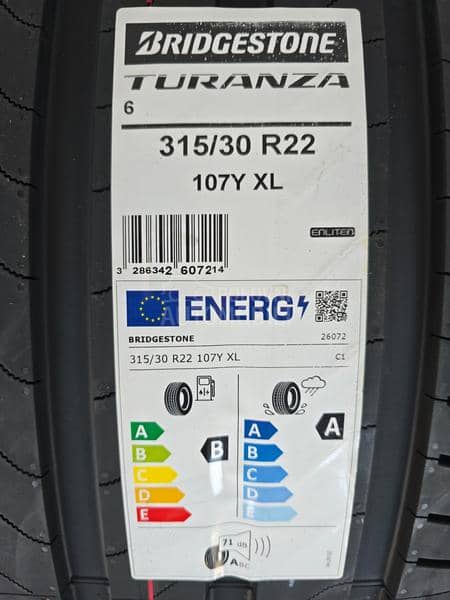 BRIDGESTONE
TURANZA
6
315/30 R22
107Y XL
ENLITEN
3 286342 607214
ENERG
BRIDGESTONE 26072
315/30 R22 107Y XL C1
A A
B B
C C
D D
E E
B
A
71 dB
ABC